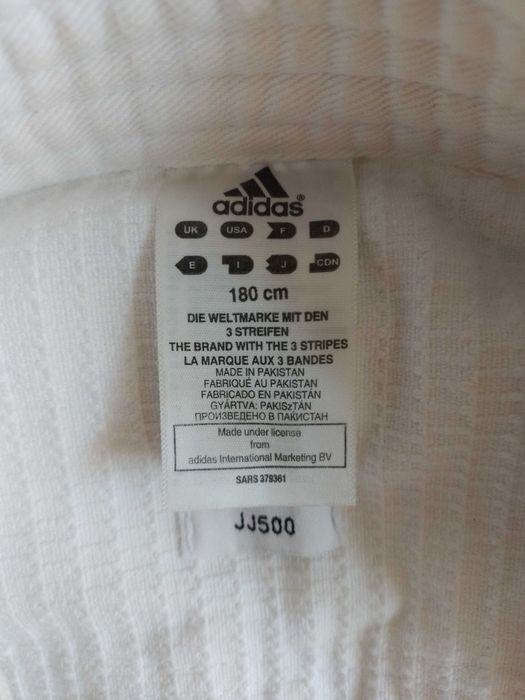 adidas®
UK USA F D
E I J CDN
180 cm
DIE WELTMARKE MIT DEN
3 STREIFEN
THE BRAND WITH THE 3 STRIPES
LA MARQUE AUX 3 BANDES
MADE IN PAKISTAN
FABRIQUÉ AU PAKISTAN
FABRICADO EN PAKISTÁN
GYÁRTVA: PAKISzTÁN
ПРОИЗВЕДЕНО В ПАКИСТАН
Made under license
from
adidas International Marketing BV
SARS 379361
JJ500